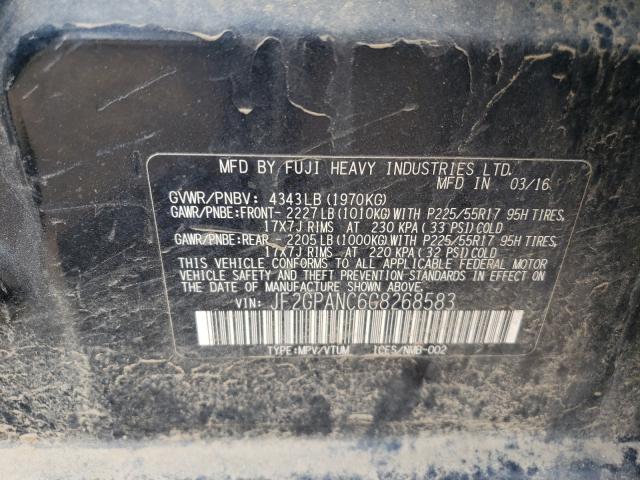 MFD BY FUJI HEAVY INDUSTRIES LTD.
MFD IN 03/16
GVWR/PNBV: 4343LB (1970KG)
GAWR/PNBE:FRONT- 2227LB (1010KG) WITH P225/55R17 95H TIRES,
17X7J RIMS AT 230 KPA (33 PSI) COLD
GAWR/PNBE:REAR - 2205LB (1000KG) WITH P225/55R17 95H TIRES,
17X7J RIMS AT 220 KPA (32 PSI) COLD
THIS VEHICLE CONFORMS TO ALL APPLICABLE FEDERAL MOTOR
VEHICLE SAFETY AND THEFT PREVENTION STANDARDS IN EFFECT
ON THE DATE OF MANUFACTURE SHOWN ABOVE.
VIN: JF2GPANC6G8268583
TYPE:MPV/VTUM ICES/NMB-002